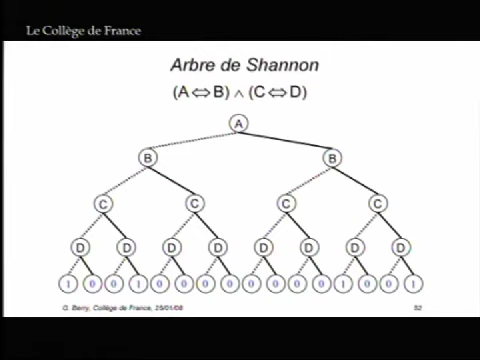 Le Collège de France
Arbre de Shannon
(A⇔B) ∧ (C⇔D)
A
B B
C C C C
D D D D D D D D
1 0 0 1 0 0 0 0 0 0 0 0 1 0 0 1
G. Berry, Collège de France, 25/01/08 52